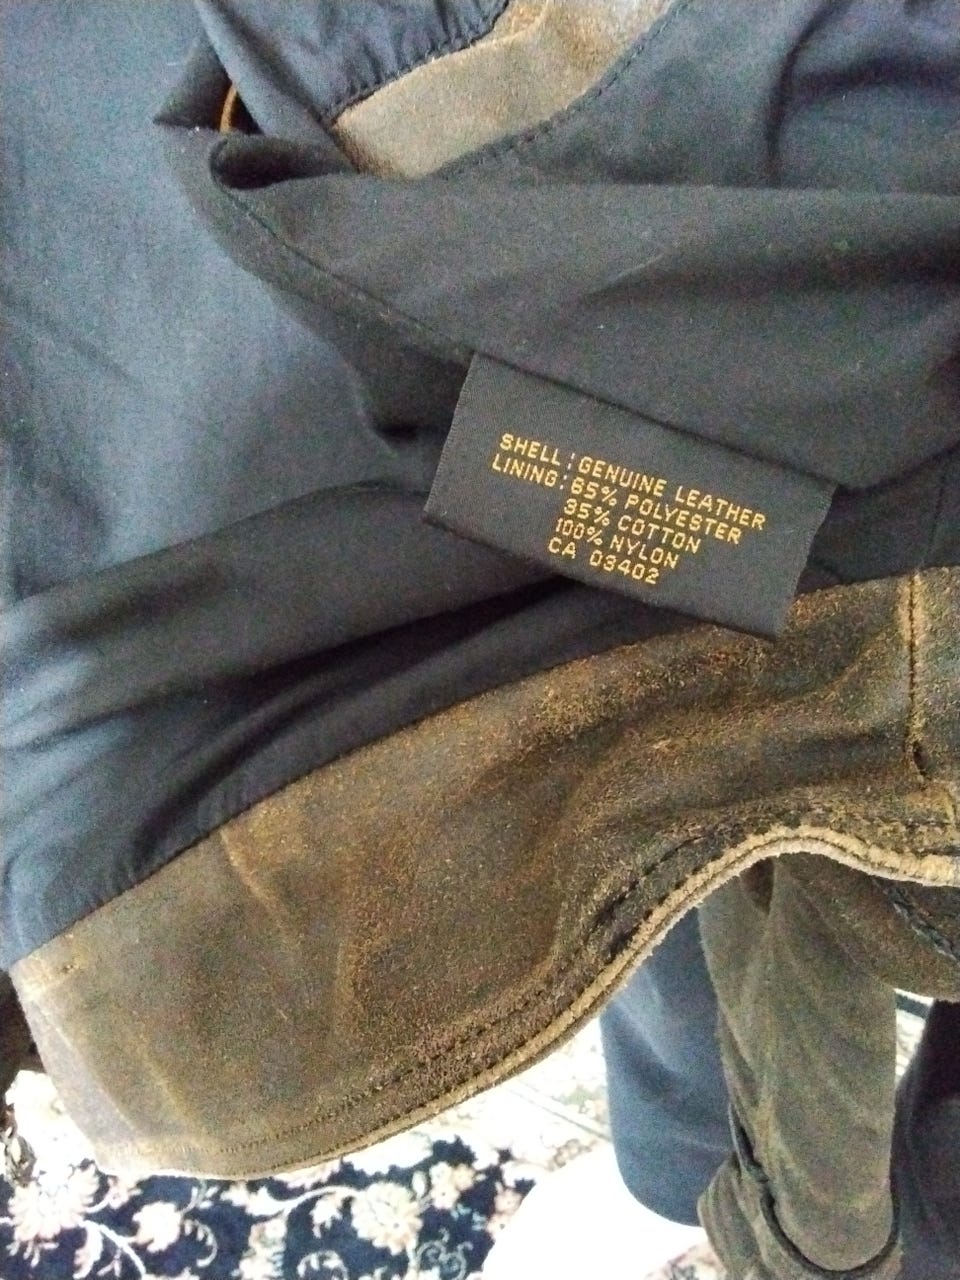 SHELL: GENUINE LEATHER
LINING: 65% POLYESTER
35% COTTON
100% NYLON
CA 03402